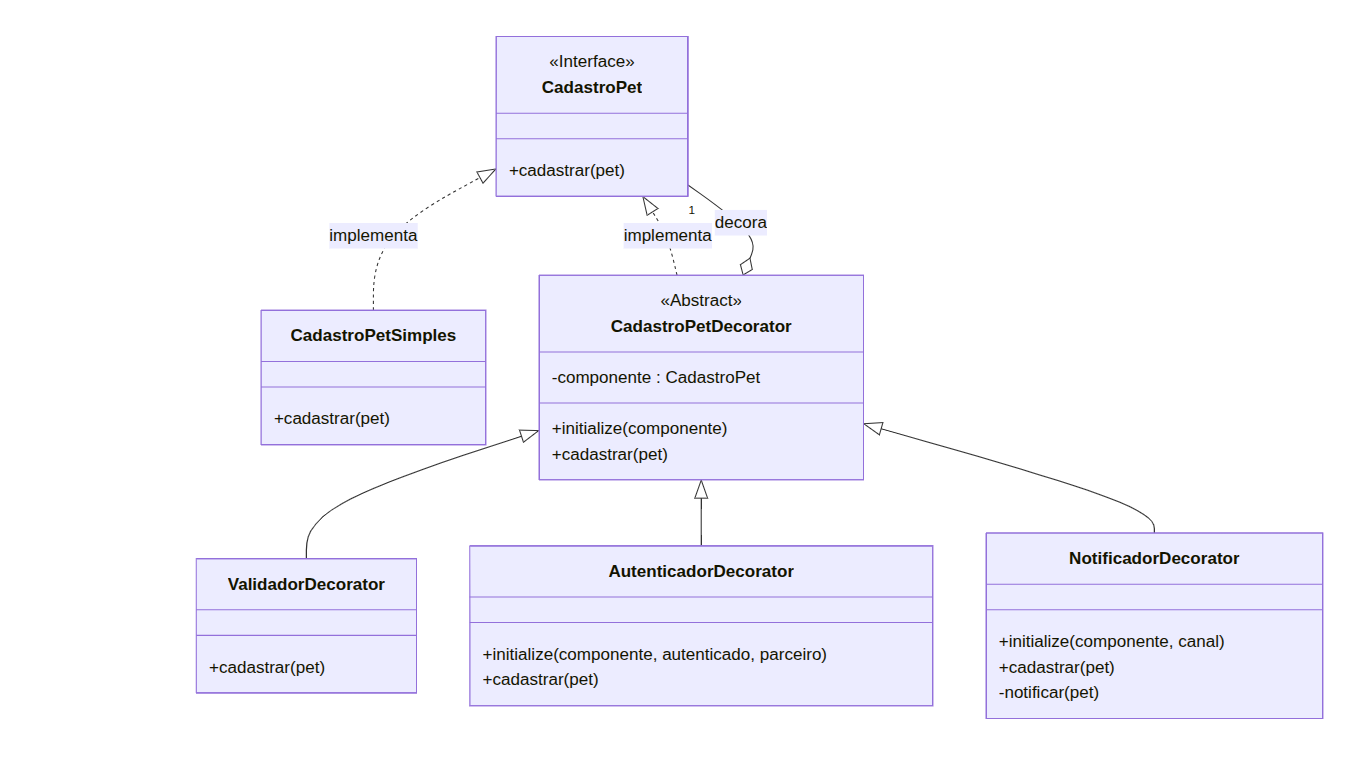 «Interface»
CadastroPet
+cadastrar(pet)
implementa
implementa
1
decora
«Abstract»
CadastroPetDecorator
-componente : CadastroPet
+initialize(componente)
+cadastrar(pet)
CadastroPetSimples
+cadastrar(pet)
ValidadorDecorator
+cadastrar(pet)
AutenticadorDecorator
+initialize(componente, autenticado, parceiro)
+cadastrar(pet)
NotificadorDecorator
+initialize(componente, canal)
+cadastrar(pet)
-notificar(pet)